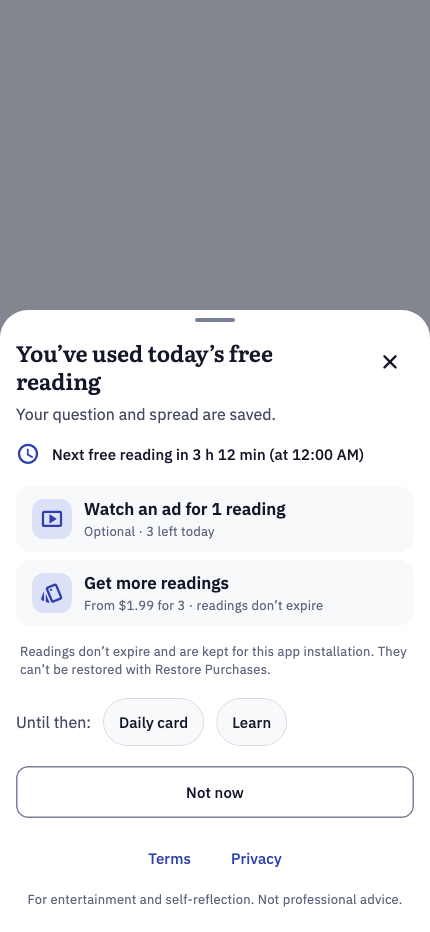 You’ve used today’s free
reading
Your question and spread are saved.
Next free reading in 3 h 12 min (at 12:00 AM)
Watch an ad for 1 reading
Optional · 3 left today
Get more readings
From $1.99 for 3 · readings don’t expire
Readings don’t expire and are kept for this app installation. They
can’t be restored with Restore Purchases.
Until then: Daily card Learn
Not now
Terms Privacy
For entertainment and self-reflection. Not professional advice.